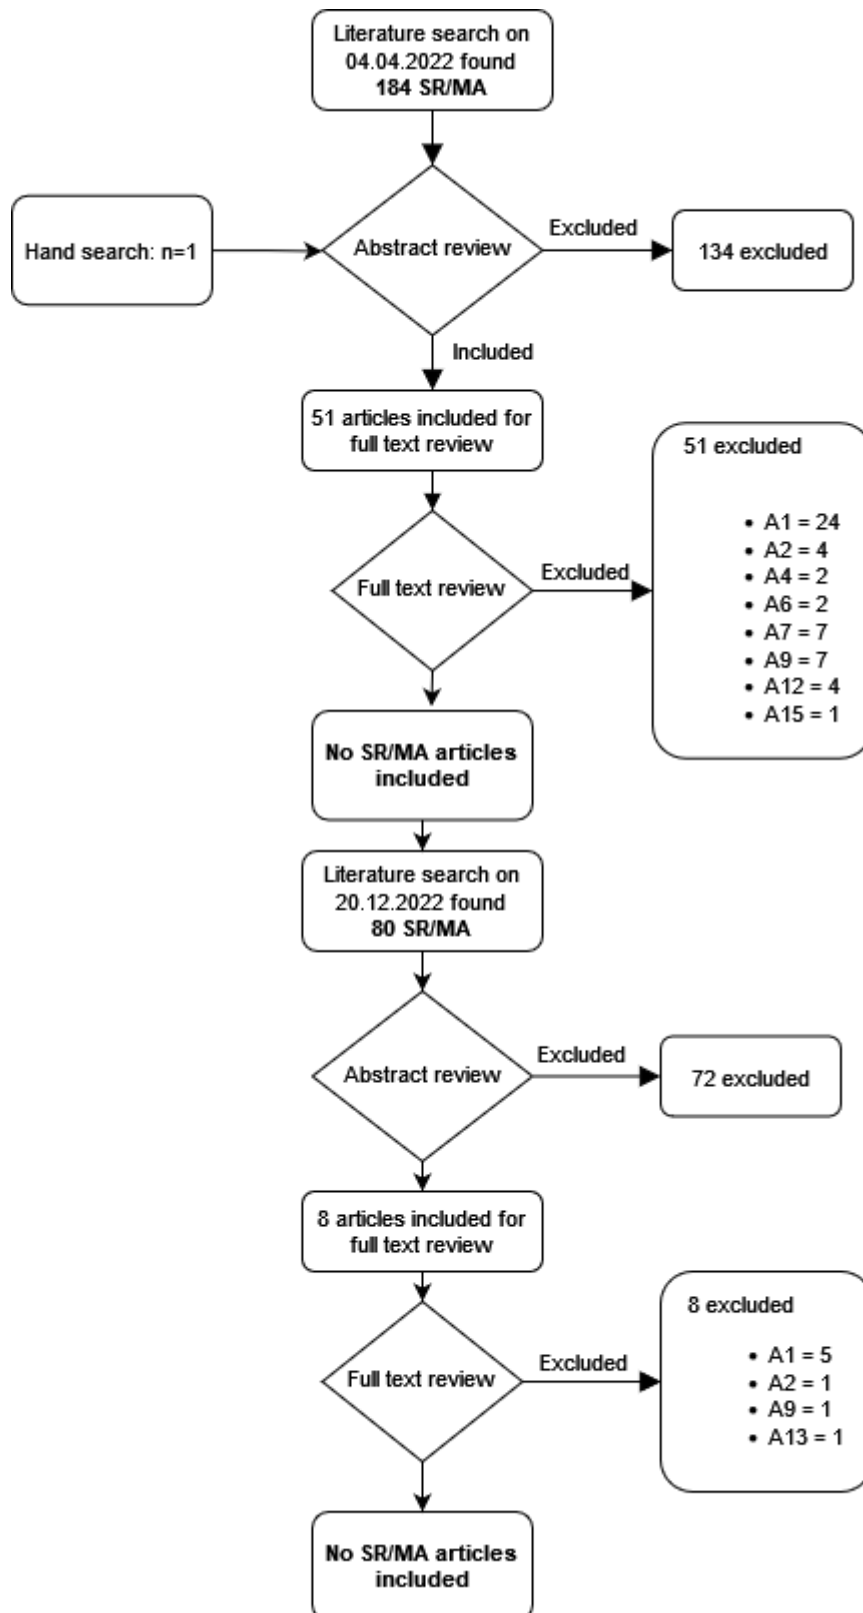 Literature search on
04.04.2022 found
184 SR/MA
Hand search: n=1
Abstract review
Excluded
134 excluded
Included
51 articles included for
full text review
51 excluded
• A1 = 24
• A2 = 4
• A4 = 2
• A6 = 2
• A7 = 7
• A9 = 7
• A12 = 4
• A15 = 1
Full text review
Excluded
No SR/MA articles
included
Literature search on
20.12.2022 found
80 SR/MA
Abstract review
Excluded
72 excluded
8 articles included for
full text review
8 excluded
• A1 = 5
• A2 = 1
• A9 = 1
• A13 = 1
Full text review
Excluded
No SR/MA articles
included